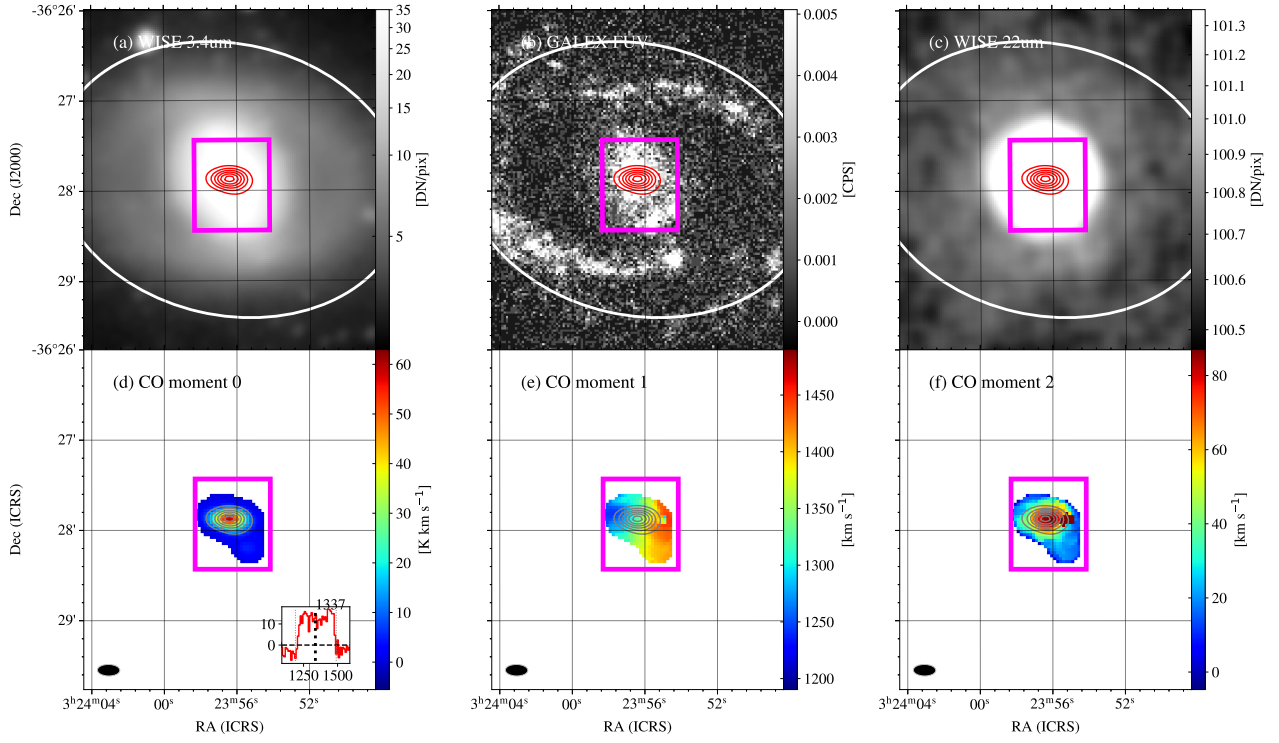 -36°26'
27'
28'
29'
-36°26'
27'
28'
29'
Dec (J2000)
Dec (ICRS)
(a) WISE 3.4um
35
30
25
20
15
10
5
[DN/pix]
(b) GALEX FUV
0.005
0.004
0.003
0.002
0.001
0.000
[CPS]
(c) WISE 22um
101.3
101.2
101.1
101.0
100.9
100.8
100.7
100.6
100.5
[DN/pix]
(d) CO moment 0
60
50
40
30
20
10
0
[K km s⁻¹]
1337
10
0
1250 1500
(e) CO moment 1
1450
1400
1350
1300
1250
1200
[km s⁻¹]
(f) CO moment 2
80
60
40
20
0
[km s⁻¹]
3ʰ24ᵐ04ˢ 00ˢ 23ᵐ56ˢ 52ˢ
RA (ICRS)
3ʰ24ᵐ04ˢ 00ˢ 23ᵐ56ˢ 52ˢ
RA (ICRS)
3ʰ24ᵐ04ˢ 00ˢ 23ᵐ56ˢ 52ˢ
RA (ICRS)